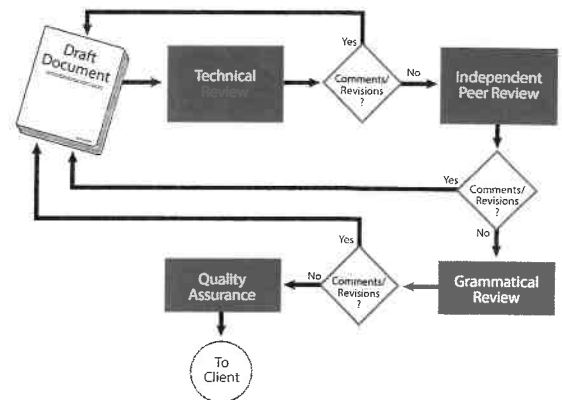 Draft
Document
Technical
Review
Yes
Comments/
Revisions
?
No
Independent
Peer Review
Yes
Comments/
Revisions
?
No
Grammatical
Review
Yes
Comments/
Revisions
?
No
Quality
Assurance
To
Client